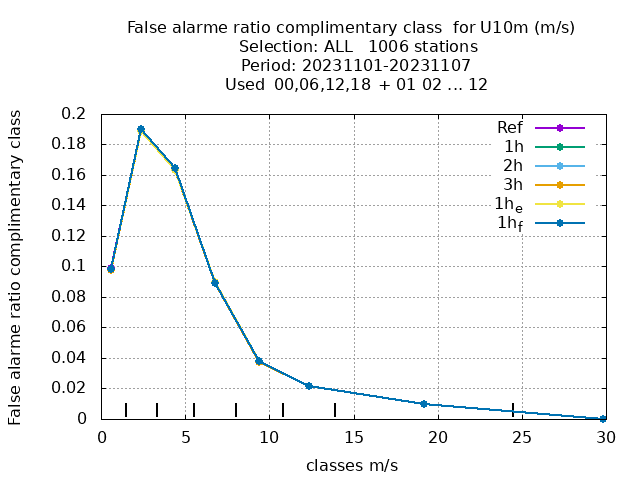 False alarme ratio complimentary class  for U10m (m/s)
Selection: ALL   1006 stations
Period: 20231101-20231107
Used  00,06,12,18 + 01 02 ... 12
False alarme ratio complimentary class
0.2
0.18
0.16
0.14
0.12
0.1
0.08
0.06
0.04
0.02
0
Ref
1h
2h
3h
1h_e
1h_f
0 5 10 15 20 25 30
classes m/s